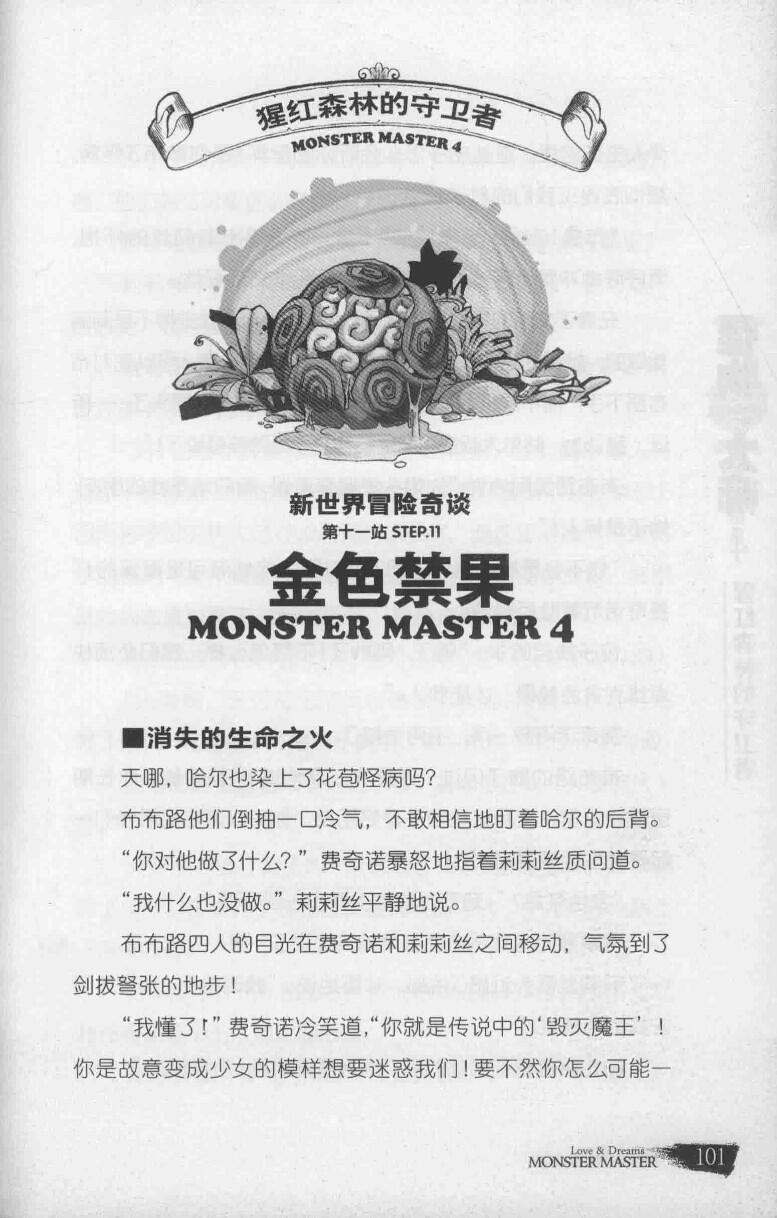 猩红森林的守卫者
MONSTER MASTER 4
新世界冒险奇谈
第十一站 STEP.11
金色禁果
MONSTER MASTER 4
■消失的生命之火
天哪，哈尔也染上了花苞怪病吗？
布布路他们倒抽一口冷气，不敢相信地盯着哈尔的后背。
“你对他做了什么？”费奇诺暴怒地指着莉莉丝质问道。
“我什么也没做。”莉莉丝平静地说。
布布路四人的目光在费奇诺和莉莉丝之间移动，气氛到了
剑拔弩张的地步！
“我懂了！”费奇诺冷笑道，“你就是传说中的‘毁灭魔王’！
你是故意变成少女的模样想要迷惑我们！要不然你怎么可能一
Love & Dreams
MONSTER MASTER
101